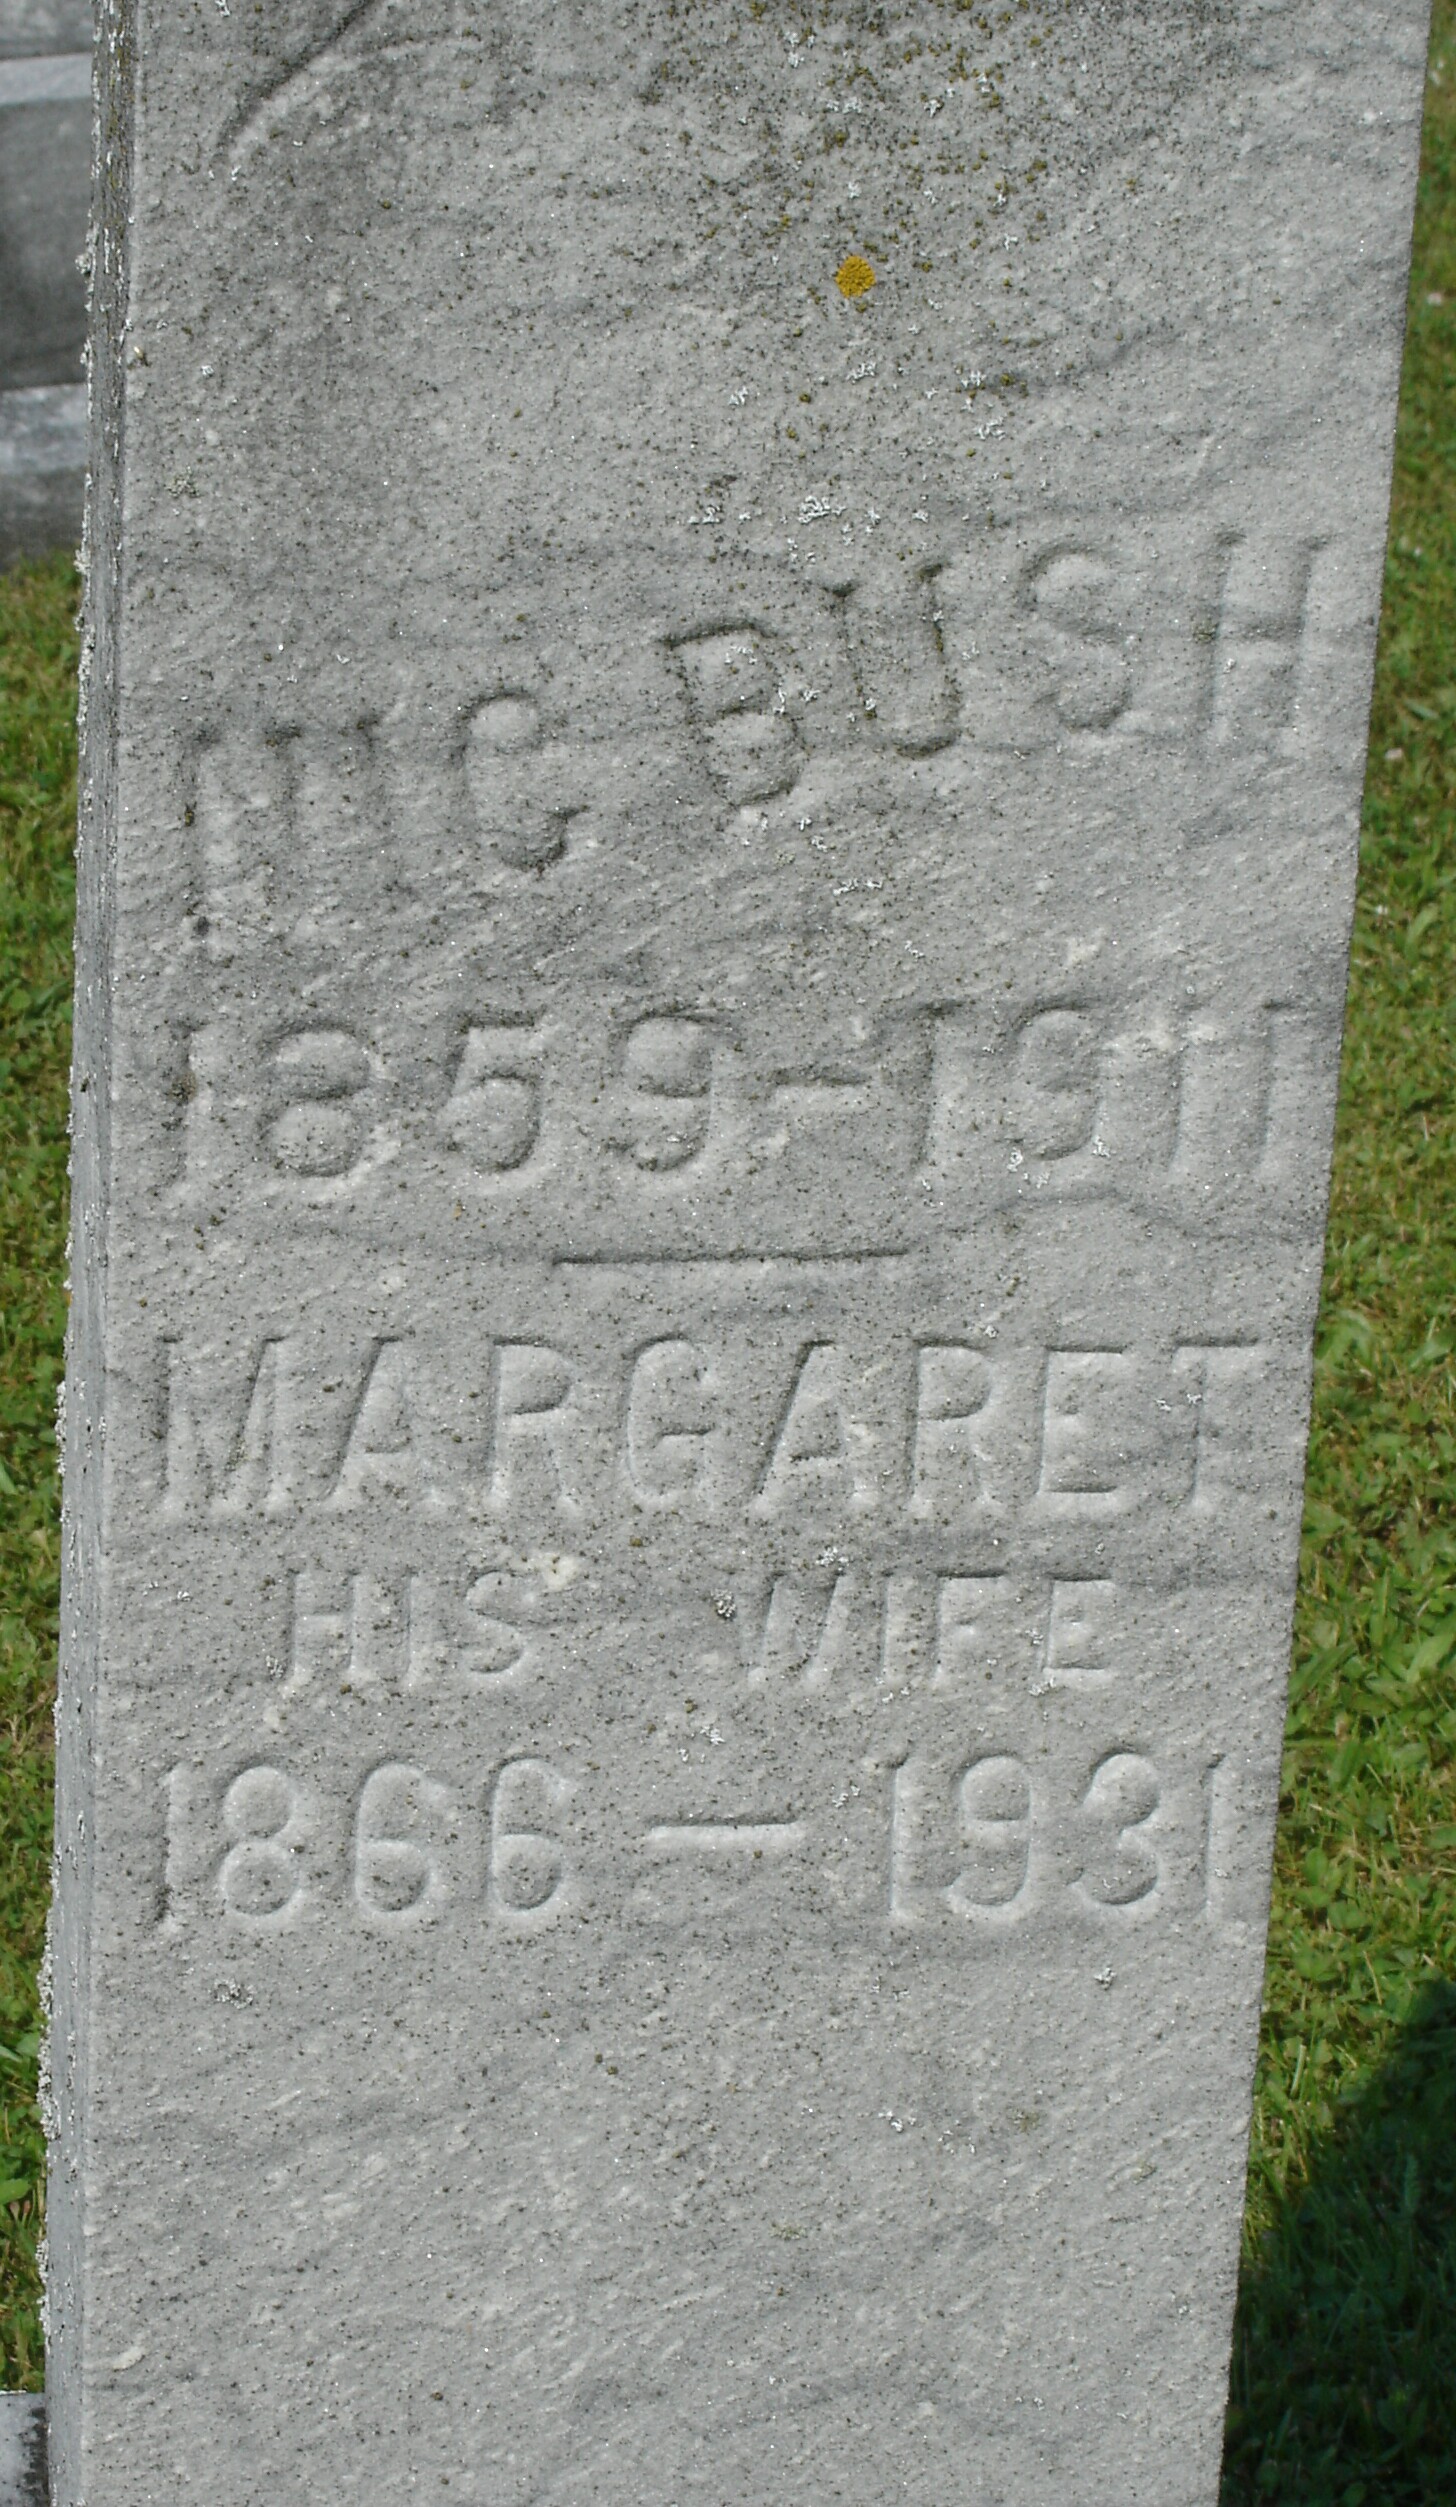 C BUSH
1859-1911
MARGARET
HIS WIFE
1866-1931